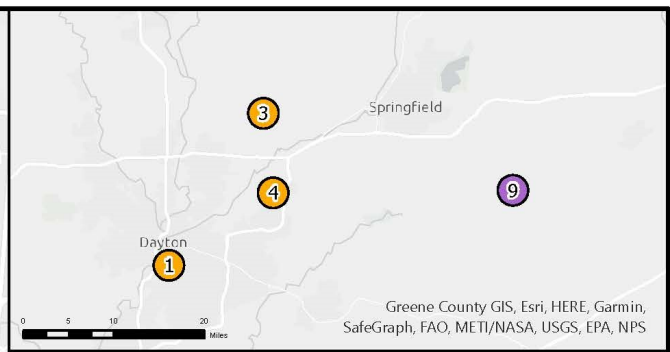 3
Springfield
4
9
Dayton
1
0 5 10 20
Miles
Greene County GIS, Esri, HERE, Garmin,
SafeGraph, FAO, METI/NASA, USGS, EPA, NPS